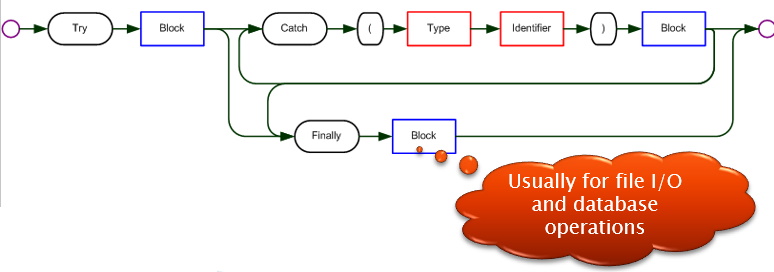 Try Block Catch ( Type Identifier ) Block
Finally Block
Usually for file I/O
and database
operations